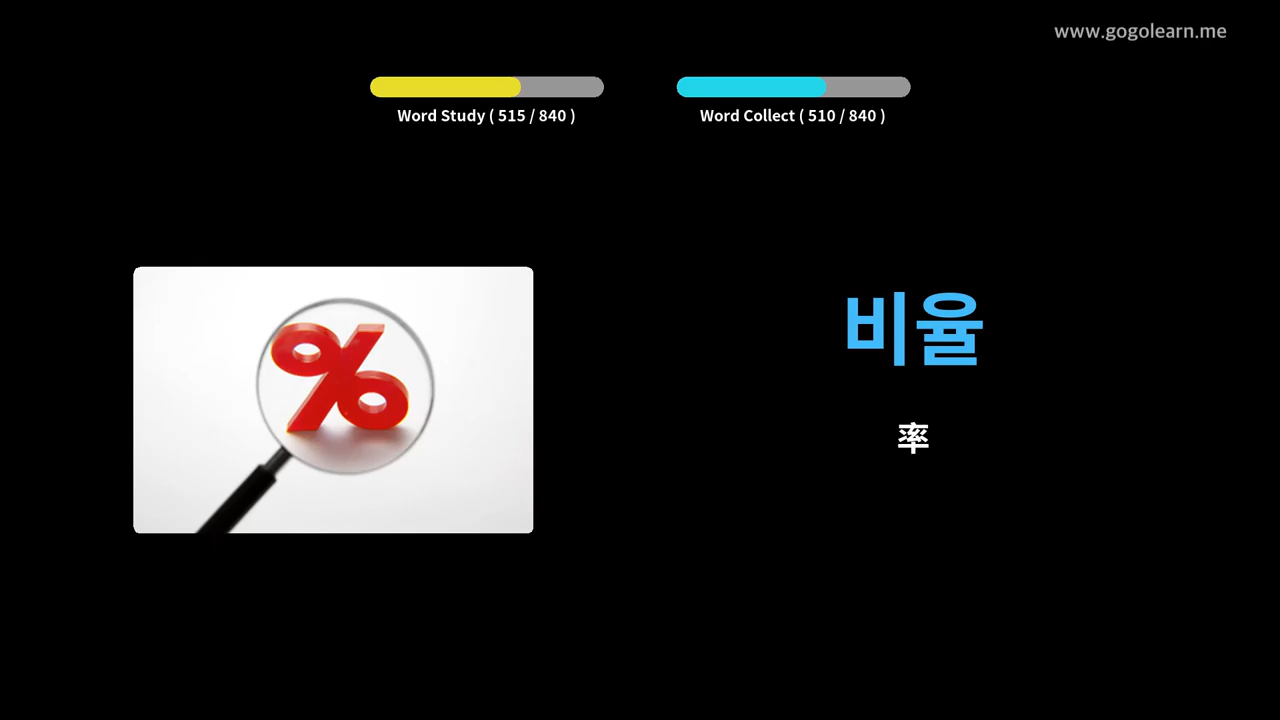 www.gogolearn.me
Word Study ( 515 / 840 )
Word Collect ( 510 / 840 )
%
비율
率